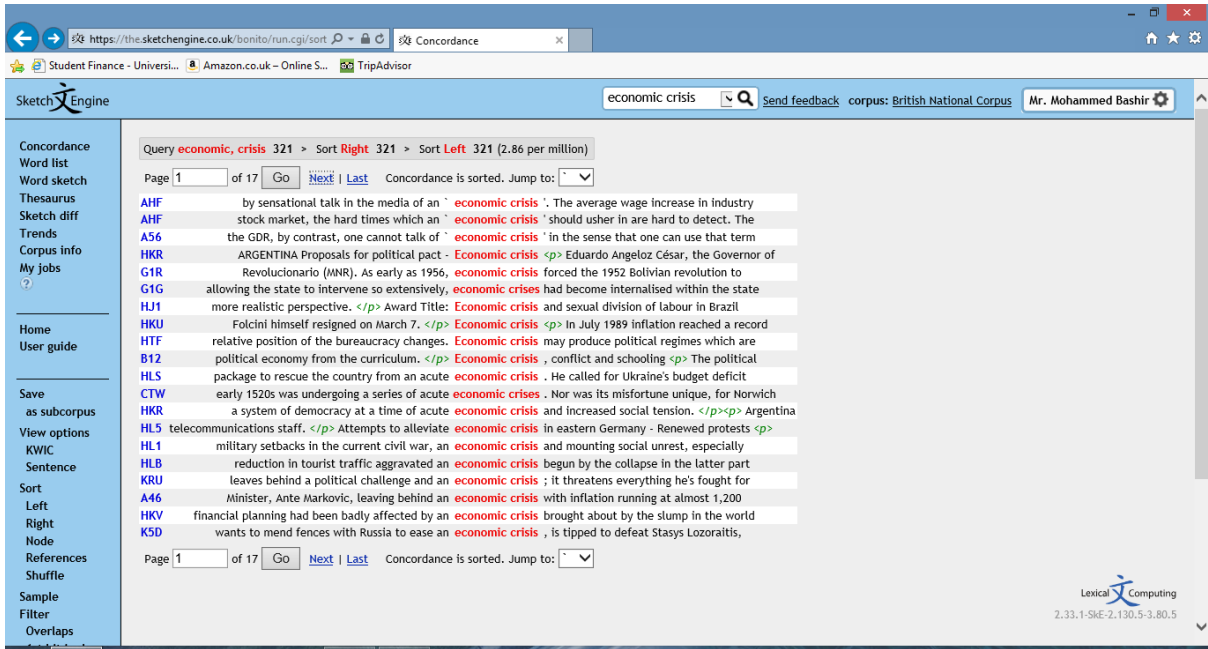 https://the.sketchengine.co.uk/bonito/run.cgi/sort Concordance
Student Finance - Universi... Amazon.co.uk – Online S... TripAdvisor
Sketch Engine economic crisis Send feedback corpus: British National Corpus Mr. Mohammed Bashir
Concordance
Word list
Word sketch
Thesaurus
Sketch diff
Trends
Corpus info
My jobs
?
Home
User guide
Save
as subcorpus
View options
KWIC
Sentence
Sort
Left
Right
Node
References
Shuffle
Sample
Filter
Overlaps
Query economic, crisis 321 > Sort Right 321 > Sort Left 321 (2.86 per million)
Page 1 of 17 Go Next | Last Concordance is sorted. Jump to: `
AHF by sensational talk in the media of an ` economic crisis '. The average wage increase in industry
AHF stock market, the hard times which an ` economic crisis ' should usher in are hard to detect. The
A56 the GDR, by contrast, one cannot talk of ` economic crisis ' in the sense that one can use that term
HKR ARGENTINA Proposals for political pact - Economic crisis <p> Eduardo Angeloz César, the Governor of
G1R Revolucionario (MNR). As early as 1956, economic crisis forced the 1952 Bolivian revolution to
G1G allowing the state to intervene so extensively, economic crises had become internalised within the state
HJ1 more realistic perspective. </p> Award Title: Economic crisis and sexual division of labour in Brazil
HKU Folcini himself resigned on March 7. </p> Economic crisis <p> In July 1989 inflation reached a record
HTF relative position of the bureaucracy changes. Economic crisis may produce political regimes which are
B12 political economy from the curriculum. </p> Economic crisis , conflict and schooling <p> The political
HLS package to rescue the country from an acute economic crisis . He called for Ukraine's budget deficit
CTW early 1520s was undergoing a series of acute economic crises . Nor was its misfortune unique, for Norwich
HKR a system of democracy at a time of acute economic crisis and increased social tension. </p><p> Argentina
HL5 telecommunications staff. </p> Attempts to alleviate economic crisis in eastern Germany - Renewed protests <p>
HL1 military setbacks in the current civil war, an economic crisis and mounting social unrest, especially
HLB reduction in tourist traffic aggravated an economic crisis begun by the collapse in the latter part
KRU leaves behind a political challenge and an economic crisis ; it threatens everything he's fought for
A46 Minister, Ante Markovic, leaving behind an economic crisis with inflation running at almost 1,200
HKV financial planning had been badly affected by an economic crisis brought about by the slump in the world
K5D wants to mend fences with Russia to ease an economic crisis , is tipped to defeat Stasys Lozoraitis,
Page 1 of 17 Go Next | Last Concordance is sorted. Jump to: `
Lexical 文 Computing
2.33.1-SkE-2.130.5-3.80.5